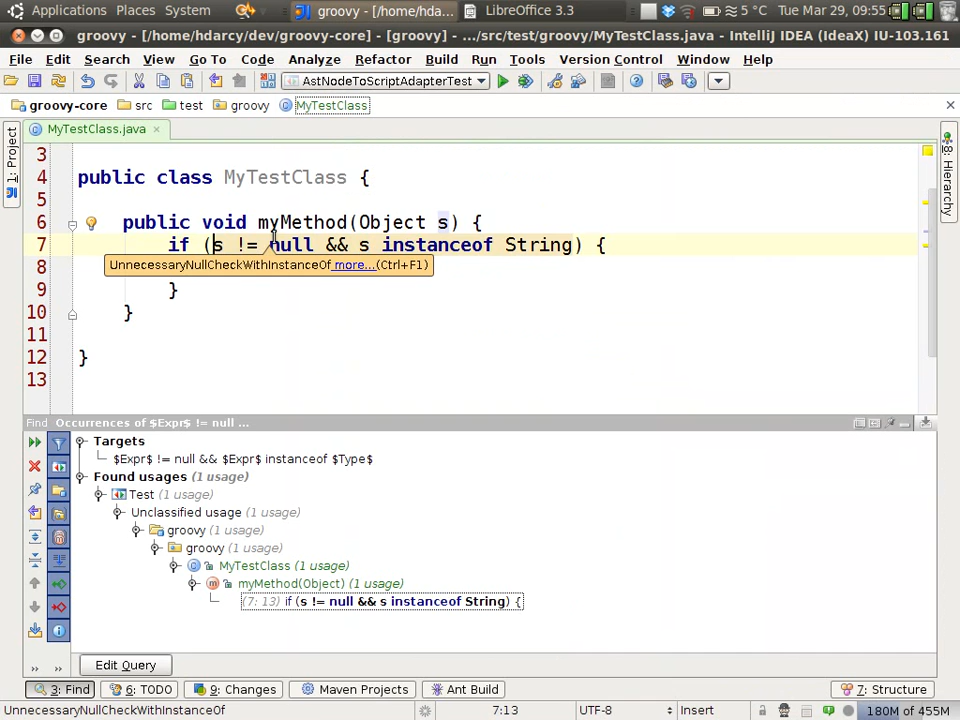 Applications Places System groovy - [/home/hdarcy... LibreOffice 3.3 5 °C Tue Mar 29, 09:55
groovy - [/home/hdarcy/dev/groovy-core] - [groovy] - .../src/test/groovy/MyTestClass.java - IntelliJ IDEA (IdeaX) IU-103.161
File Edit Search View Go To Code Analyze Refactor Build Run Tools Version Control Window Help
AstNodeToScriptAdapterTest
groovy-core src test groovy MyTestClass.java
1: Project
MyTestClass.java
8: Hierarchy
3
4 public class MyTestClass {
5
6 public void myMethod(Object s) {
7 if (s != null && s instanceof String) {
UnnecessaryNullCheckWithInstanceOf more... (Ctrl+F1)
8
9 }
10 }
11
12 }
13
Find Occurrences of $Expr$ != null ...
Targets
$Expr$ != null && $Expr$ instanceof $Type$
Found usages (1 usage)
Test (1 usage)
Unclassified usage (1 usage)
groovy (1 usage)
groovy (1 usage)
MyTestClass (1 usage)
myMethod(Object) (1 usage)
(7: 13) if (s != null && s instanceof String) {
Edit Query
3: Find 6: TODO 9: Changes Maven Projects Ant Build 7: Structure
UnnecessaryNullCheckWithInstanceOf 7:13 UTF-8 Insert 180M of 455M